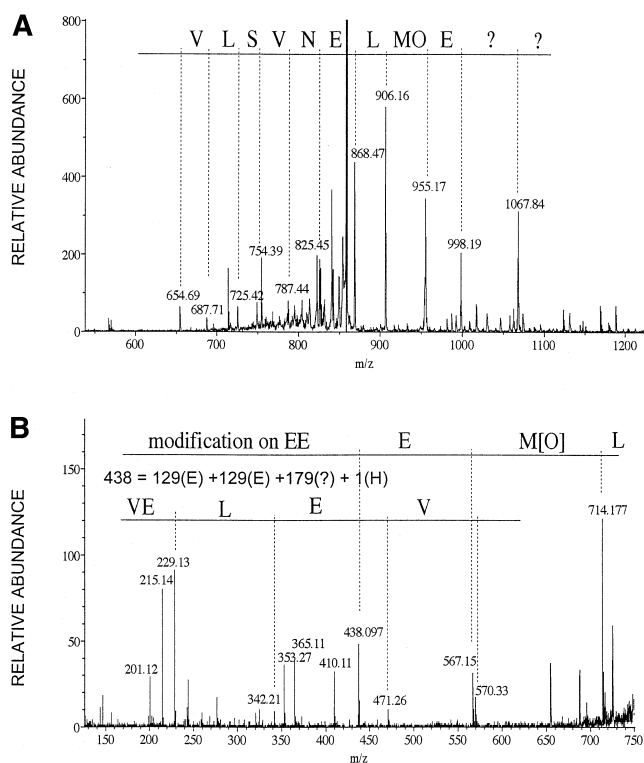 A
800
V L S V N E L MO E ? ?
RELATIVE ABUNDANCE
906.16
600
868.47
400
955.17
1067.84
825.45
754.39
998.19
200
787.44
654.69
725.42
687.71
0
600 700 800 900 1000 1100 1200
m/z
B
modification on EE E M[O] L
150
438 = 129(E) +129(E) +179(?) + 1(H)
VE L E V
RELATIVE ABUNDANCE
714.177
100
229.13
215.14
50
438.097
365.11
201.12
353.27
410.11
567.15
342.21
471.26
570.33
0
150 200 250 300 350 400 450 500 550 600 650 700 750
m/z